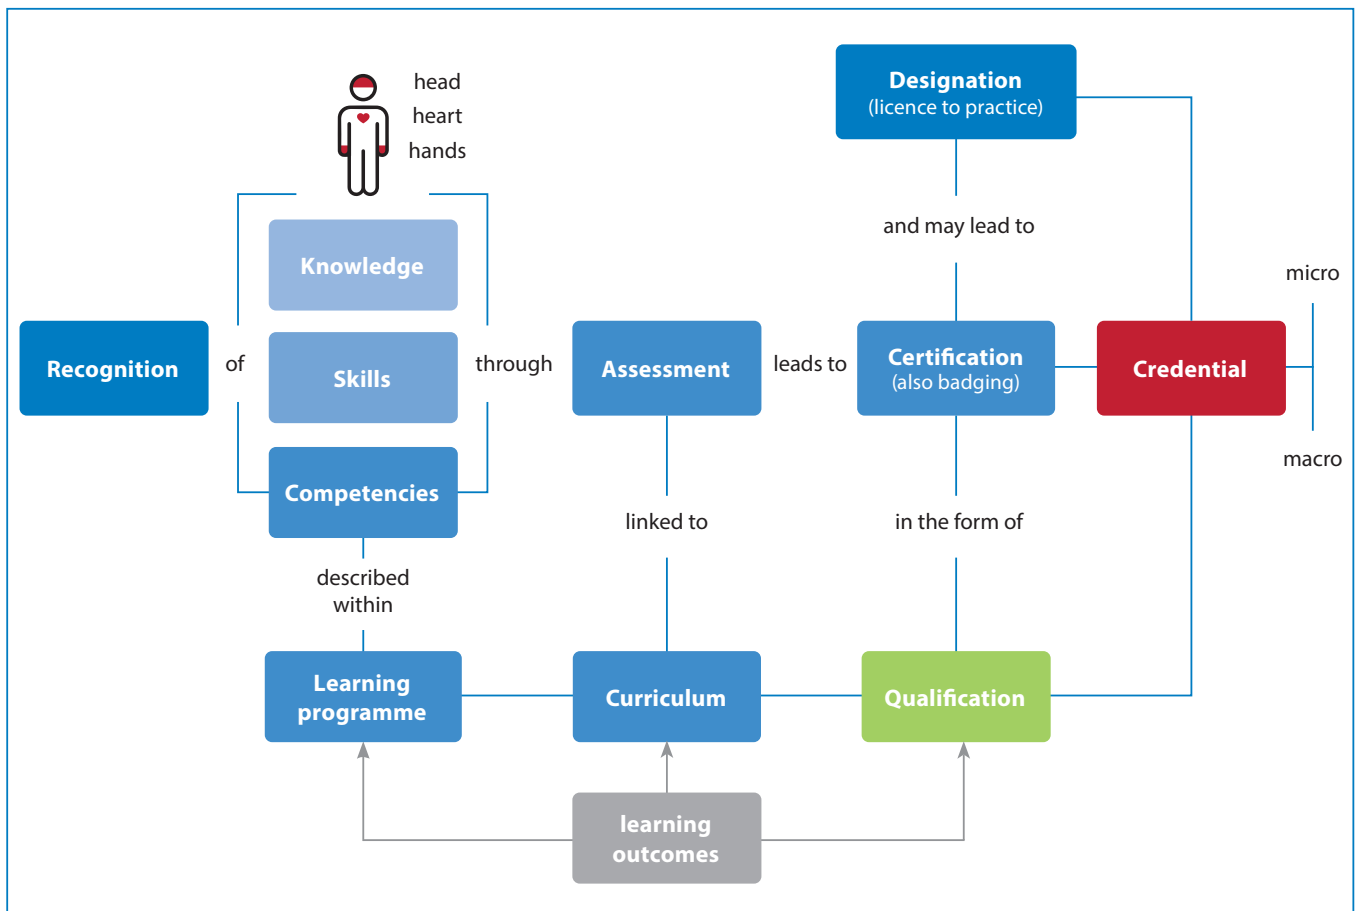 head
heart
hands
Designation
(licence to practice)
and may lead to
micro
Knowledge
Recognition
of
Skills
through
Assessment
leads to
Certification
(also badging)
Credential
macro
Competencies
linked to
in the form of
described
within
Learning
programme
Curriculum
Qualification
learning
outcomes